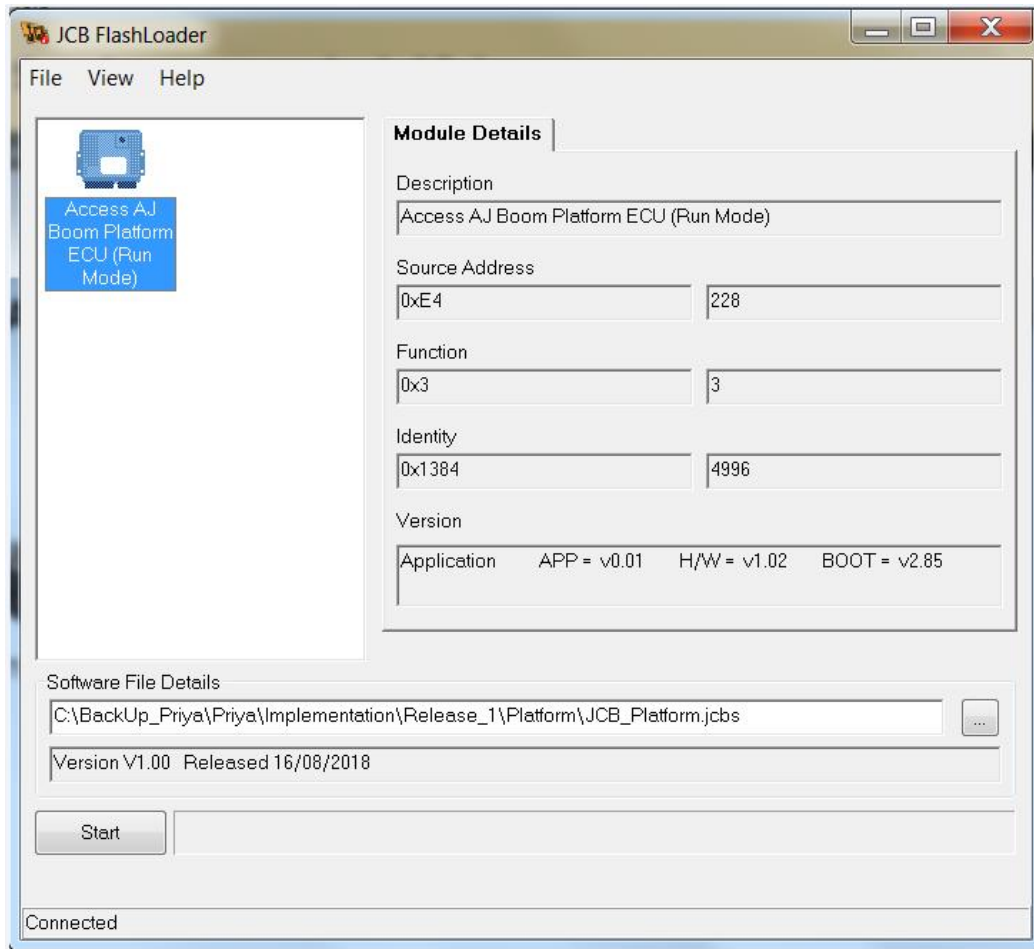 JCB FlashLoader
File View Help
Access AJ
Boom Platform
ECU (Run
Mode)
Module Details
Description
Access AJ Boom Platform ECU (Run Mode)
Source Address
0xE4 228
Function
0x3 3
Identity
0x1384 4996
Version
Application APP = v0.01 H/W = v1.02 BOOT = v2.85
Software File Details
C:\BackUp_Priya\Priya\Implementation\Release_1\Platform\JCB_Platform.jcbs
...
Version V1.00 Released 16/08/2018
Start
Connected